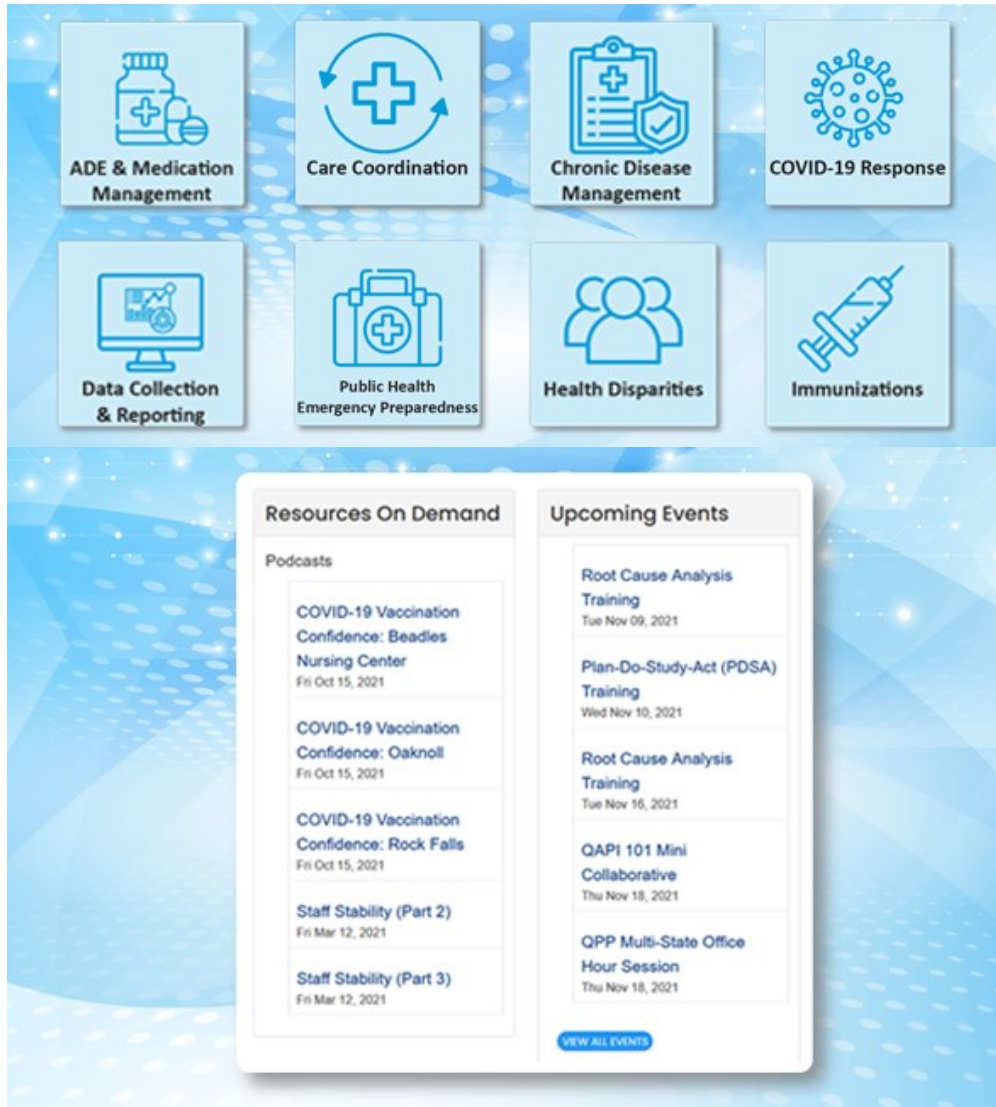 ADE & Medication
Management
Care Coordination
Chronic Disease
Management
COVID-19 Response
Data Collection
& Reporting
Public Health
Emergency Preparedness
Health Disparities
Immunizations
Resources On Demand
Podcasts
COVID-19 Vaccination
Confidence: Beadles
Nursing Center
Fri Oct 15, 2021
COVID-19 Vaccination
Confidence: Oaknoll
Fri Oct 15, 2021
COVID-19 Vaccination
Confidence: Rock Falls
Fri Oct 15, 2021
Staff Stability (Part 2)
Fri Mar 12, 2021
Staff Stability (Part 3)
Fri Mar 12, 2021
Upcoming Events
Root Cause Analysis
Training
Tue Nov 09, 2021
Plan-Do-Study-Act (PDSA)
Training
Wed Nov 10, 2021
Root Cause Analysis
Training
Tue Nov 16, 2021
QAPI 101 Mini
Collaborative
Thu Nov 18, 2021
QPP Multi-State Office
Hour Session
Thu Nov 18, 2021
VIEW ALL EVENTS